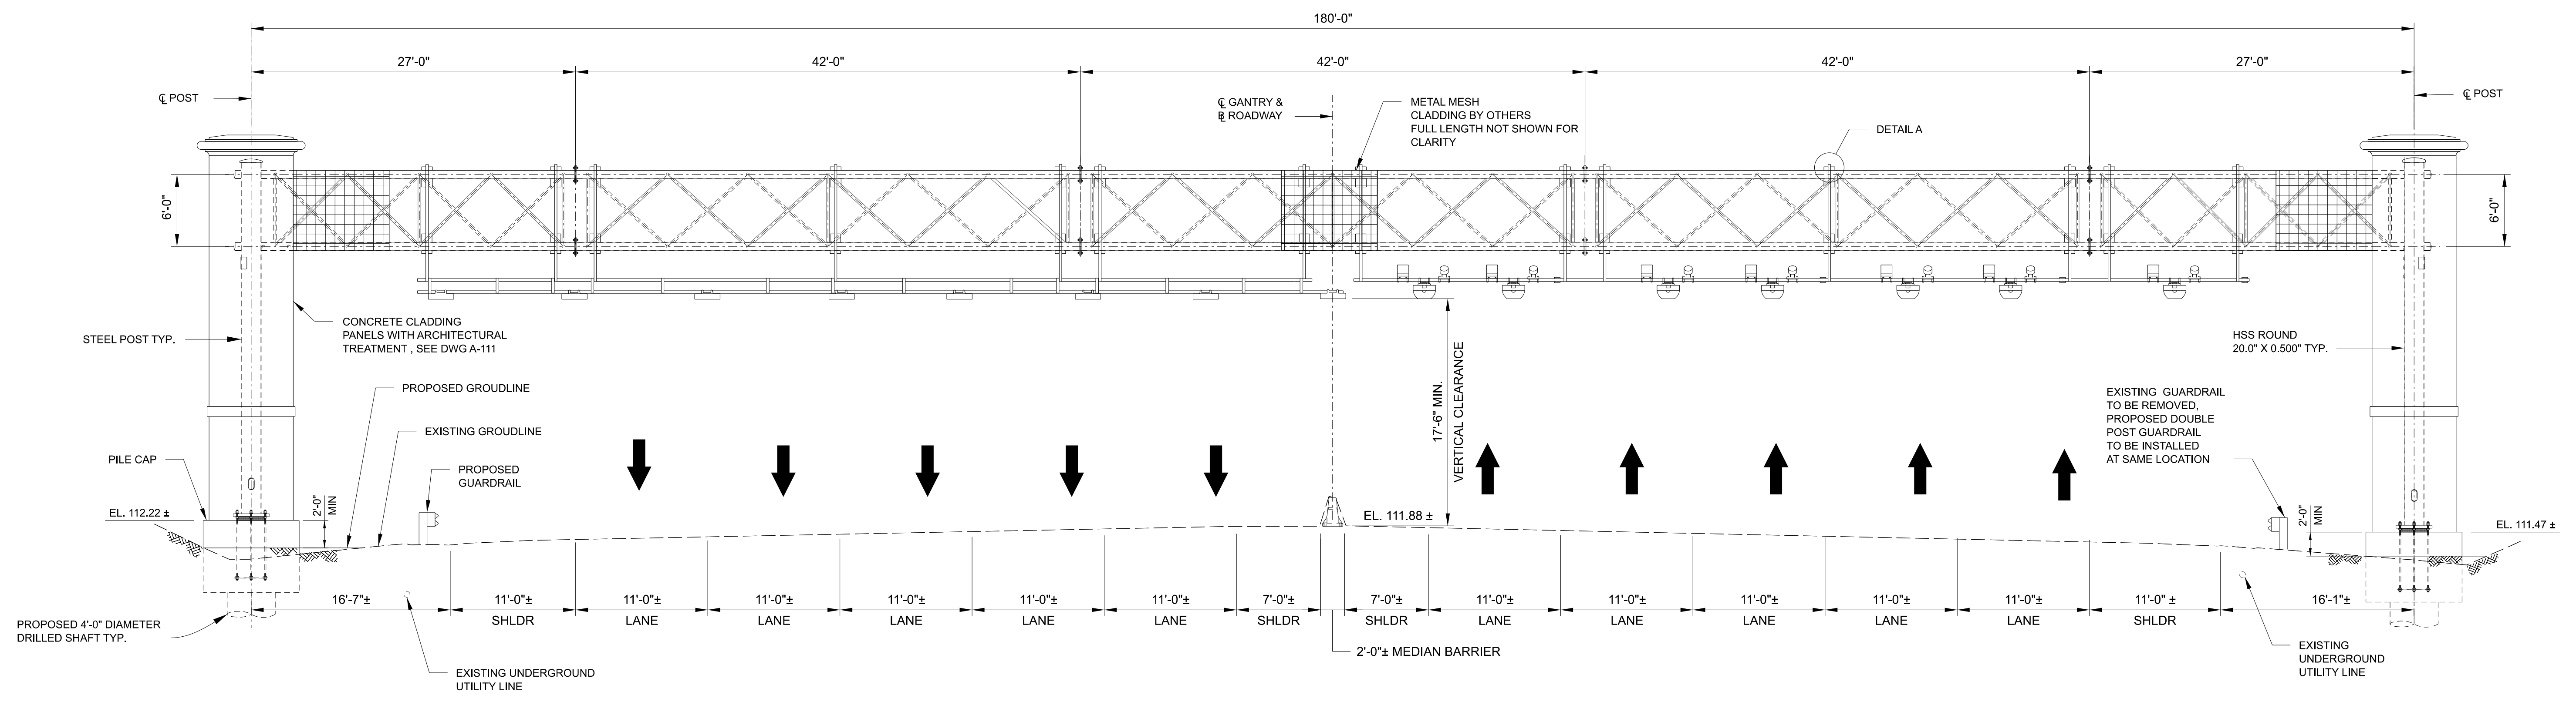 180'-0"
27'-0"
42'-0"
42'-0"
42'-0"
27'-0"
℄ POST
℄ GANTRY &
B ROADWAY
METAL MESH
CLADDING BY OTHERS
FULL LENGTH NOT SHOWN FOR
CLARITY
DETAIL A
℄ POST
6'-0"
6'-0"
CONCRETE CLADDING
PANELS WITH ARCHITECTURAL
TREATMENT , SEE DWG A-111
STEEL POST TYP.
HSS ROUND
20.0" X 0.500" TYP.
17'-6" MIN.
VERTICAL CLEARANCE
PROPOSED GROUDLINE
EXISTING GROUDLINE
EXISTING GUARDRAIL
TO BE REMOVED,
PROPOSED DOUBLE
POST GUARDRAIL
TO BE INSTALLED
AT SAME LOCATION
PILE CAP
PROPOSED
GUARDRAIL
EL. 112.22 ±
2'-0"
MIN
EL. 111.88 ±
2'-0"
MIN
EL. 111.47 ±
16'-7"±
11'-0"±
SHLDR
11'-0"±
LANE
11'-0"±
LANE
11'-0"±
LANE
11'-0"±
LANE
11'-0"±
LANE
7'-0"±
SHLDR
7'-0"±
SHLDR
11'-0"±
LANE
11'-0"±
LANE
11'-0"±
LANE
11'-0"±
LANE
11'-0"±
LANE
11'-0" ±
SHLDR
16'-1"±
PROPOSED 4'-0" DIAMETER
DRILLED SHAFT TYP.
2'-0"± MEDIAN BARRIER
EXISTING UNDERGROUND
UTILITY LINE
EXISTING
UNDERGROUND
UTILITY LINE